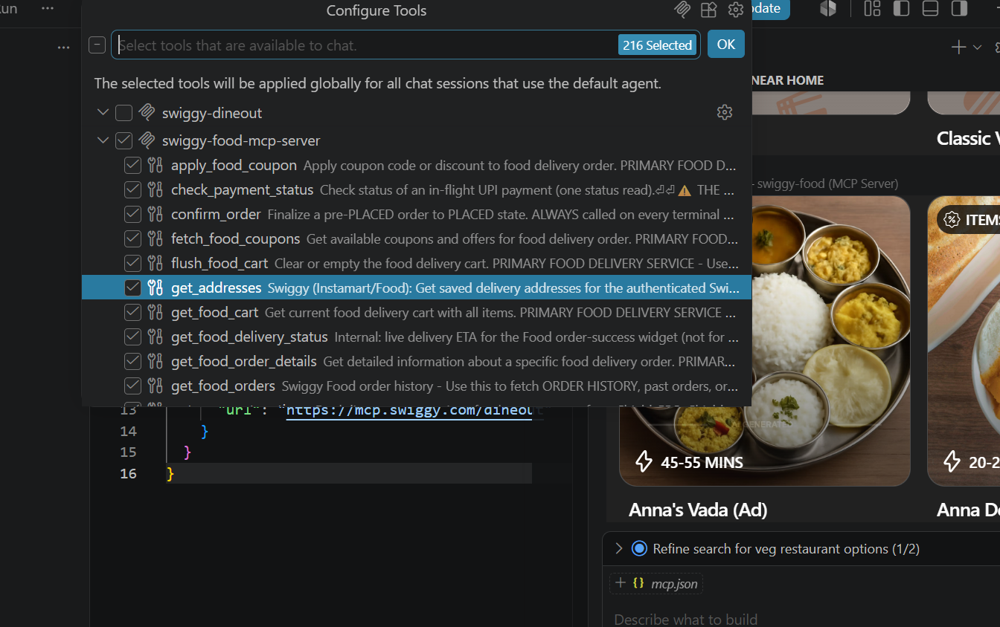 un
Configure Tools
date
Select tools that are available to chat.
216 Selected
OK
The selected tools will be applied globally for all chat sessions that use the default agent.
NEAR HOME
swiggy-dineout
swiggy-food-mcp-server
Classic V
apply_food_coupon Apply coupon code or discount to food delivery order. PRIMARY FOOD D...
check_payment_status Check status of an in-flight UPI payment (one status read).⏎⏎ ⚠ THE ...
- swiggy-food (MCP Server)
confirm_order Finalize a pre-PLACED order to PLACED state. ALWAYS called on every terminal ...
ITEMS
fetch_food_coupons Get available coupons and offers for food delivery order. PRIMARY FOOD...
flush_food_cart Clear or empty the food delivery cart. PRIMARY FOOD DELIVERY SERVICE - Use...
get_addresses Swiggy (Instamart/Food): Get saved delivery addresses for the authenticated Swi...
get_food_cart Get current food delivery cart with all items. PRIMARY FOOD DELIVERY SERVICE ...
get_food_delivery_status Internal: live delivery ETA for the Food order-success widget (not for ...
get_food_order_details Get detailed information about a specific food delivery order. PRIMAR...
get_food_orders Swiggy Food order history - Use this to fetch ORDER HISTORY, past orders, or...
13 "url": "https://mcp.swiggy.com/dineout
14 }
15 }
16 }
AI GENERATED
45-55 MINS
20-2
Anna's Vada (Ad)
Anna D
Refine search for veg restaurant options (1/2)
+ {} mcp.json
Describe what to build